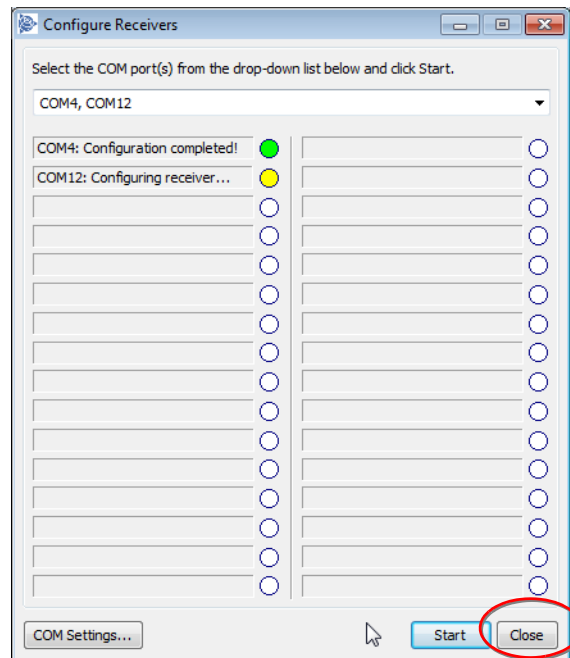 Configure Receivers
Select the COM port(s) from the drop-down list below and click Start.
COM4, COM12
COM4: Configuration completed!
COM12: Configuring receiver...
COM Settings...
Start
Close